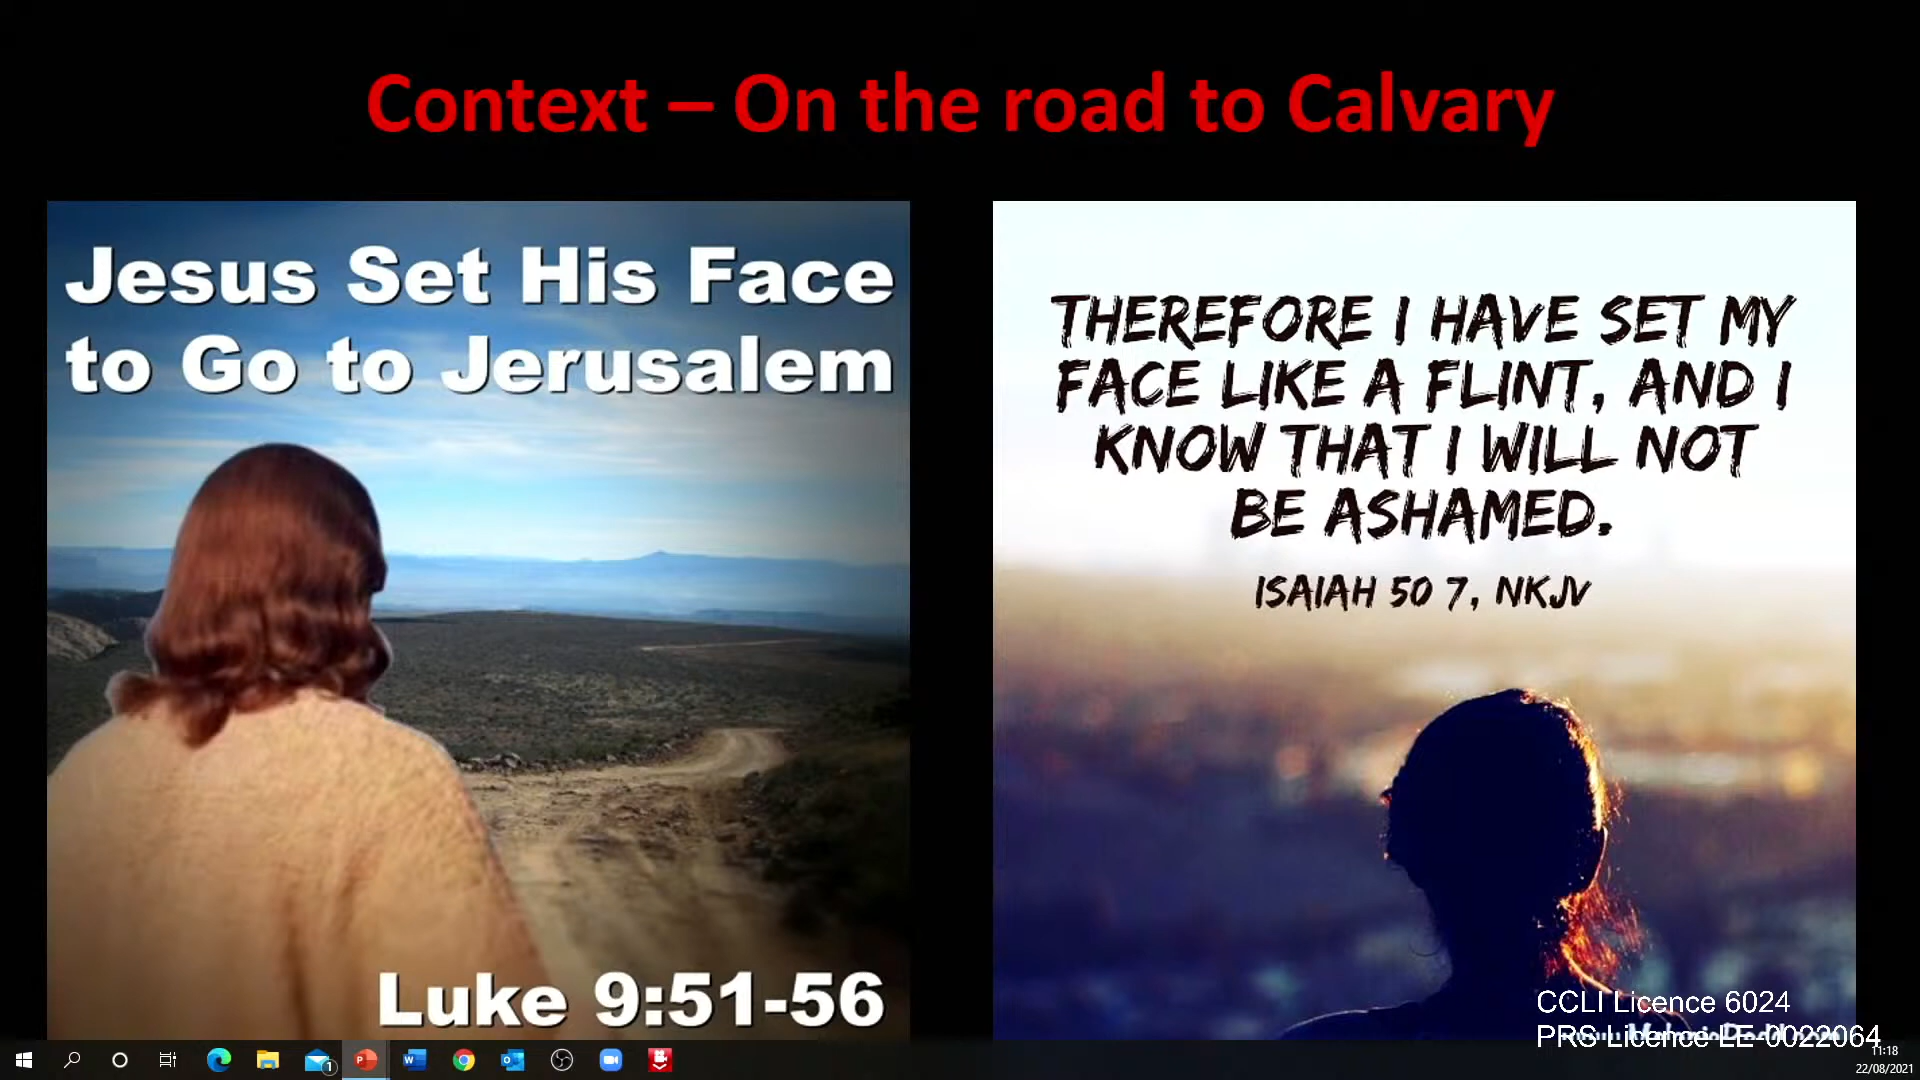 Context – On the road to Calvary
Jesus Set His Face
to Go to Jerusalem
Luke 9:51-56
THEREFORE I HAVE SET MY
FACE LIKE A FLINT, AND I
KNOW THAT I WILL NOT
BE ASHAMED.
ISAIAH 50 7, NKJV
CCLI Licence 6024
PRS Licence LE-0022064
1
11:18
22/08/2021